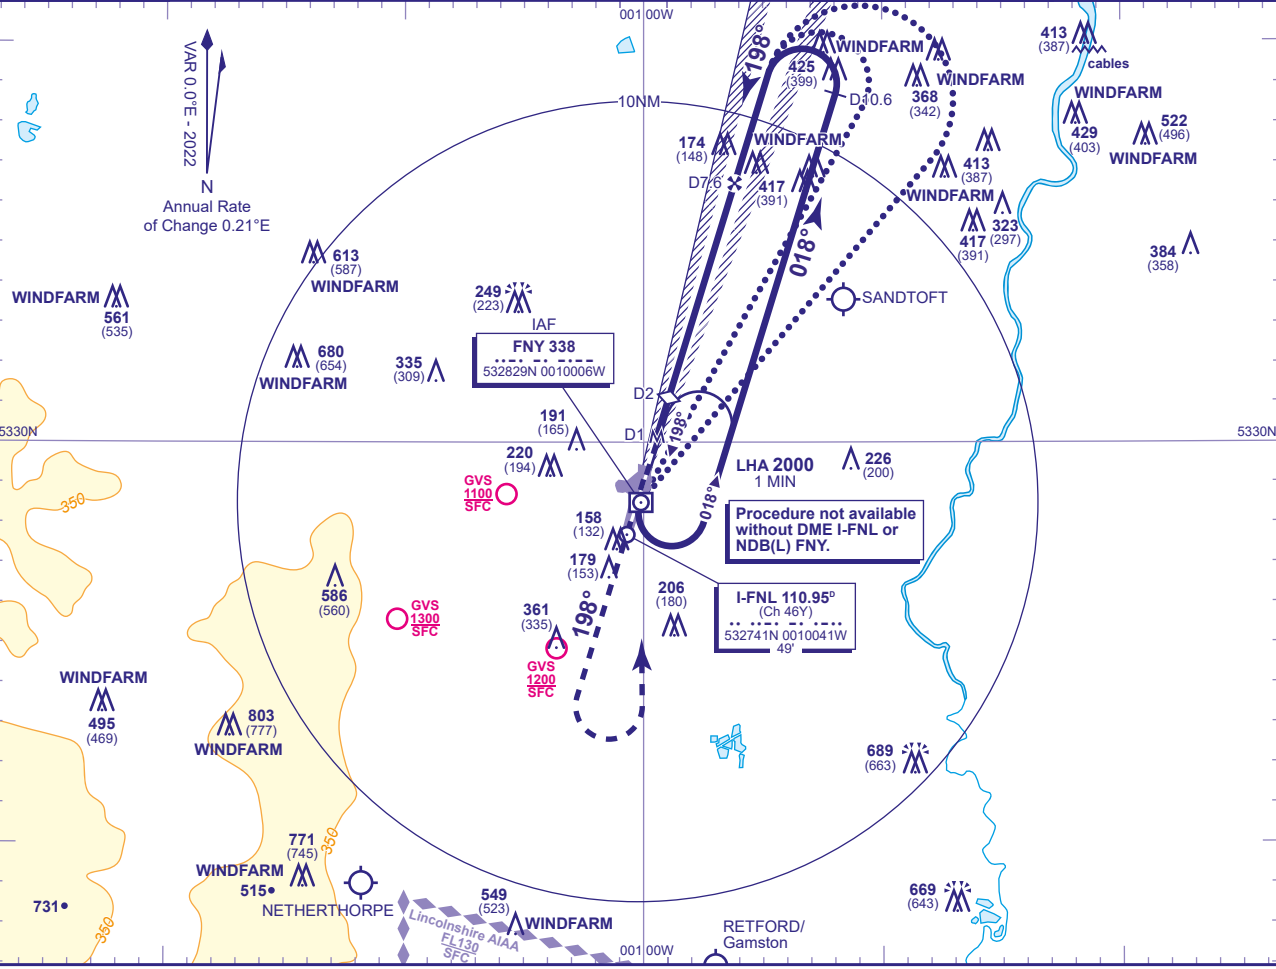 001 00W
VAR 0.0°E - 2022
N
Annual Rate
of Change 0.21°E
10NM
198°
WINDFARM
425
(399)
D10.6
WINDFARM
368
(342)
413
(387)
cables
WINDFARM
429
(403)
522
(496)
WINDFARM
174
(148)
WINDFARM
D7.6
417
(391)
413
(387)
WINDFARM
417
(391)
323
(297)
384
(358)
018°
SANDTOFT
613
(587)
WINDFARM
WINDFARM
561
(535)
249
(223)
IAF
FNY 338
532829N 0010006W
680
(654)
WINDFARM
335
(309)
D2
198°
D1
5330N
5330N
191
(165)
220
(194)
LHA 2000
1 MIN
226
(200)
350
GVS
1100
SFC
018°
Procedure not available
without DME I-FNL or
NDB(L) FNY.
158
(132)
179
(153)
586
(560)
GVS
1300
SFC
361
(335)
198°
206
(180)
I-FNL 110.95D
(Ch 46Y)
532741N 0010041W
49'
GVS
1200
SFC
WINDFARM
495
(469)
803
(777)
WINDFARM
689
(663)
771
(745)
350
WINDFARM
515
NETHERTHORPE
731
350
549
(523)
WINDFARM
Lincolnshire AIAA
FL130
SFC
669
(643)
RETFORD/
Gamston
001 00W